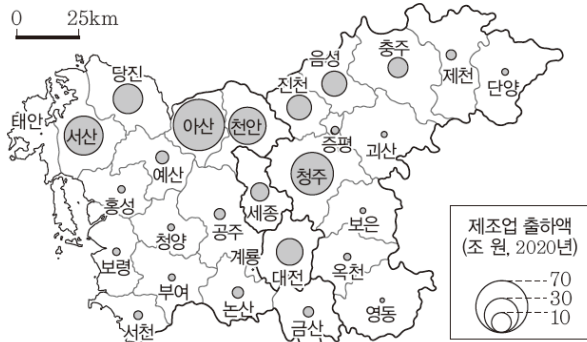 0 25km
당진
태안
서산
아산
천안
예산
홍성
청양
공주
보령
부여
서천
논산
계룡
세종
대전
금산
음성
진천
충주
제천
단양
증평
괴산
청주
보은
옥천
영동
제조업 출하액
(조 원, 2020년)
70
30
10